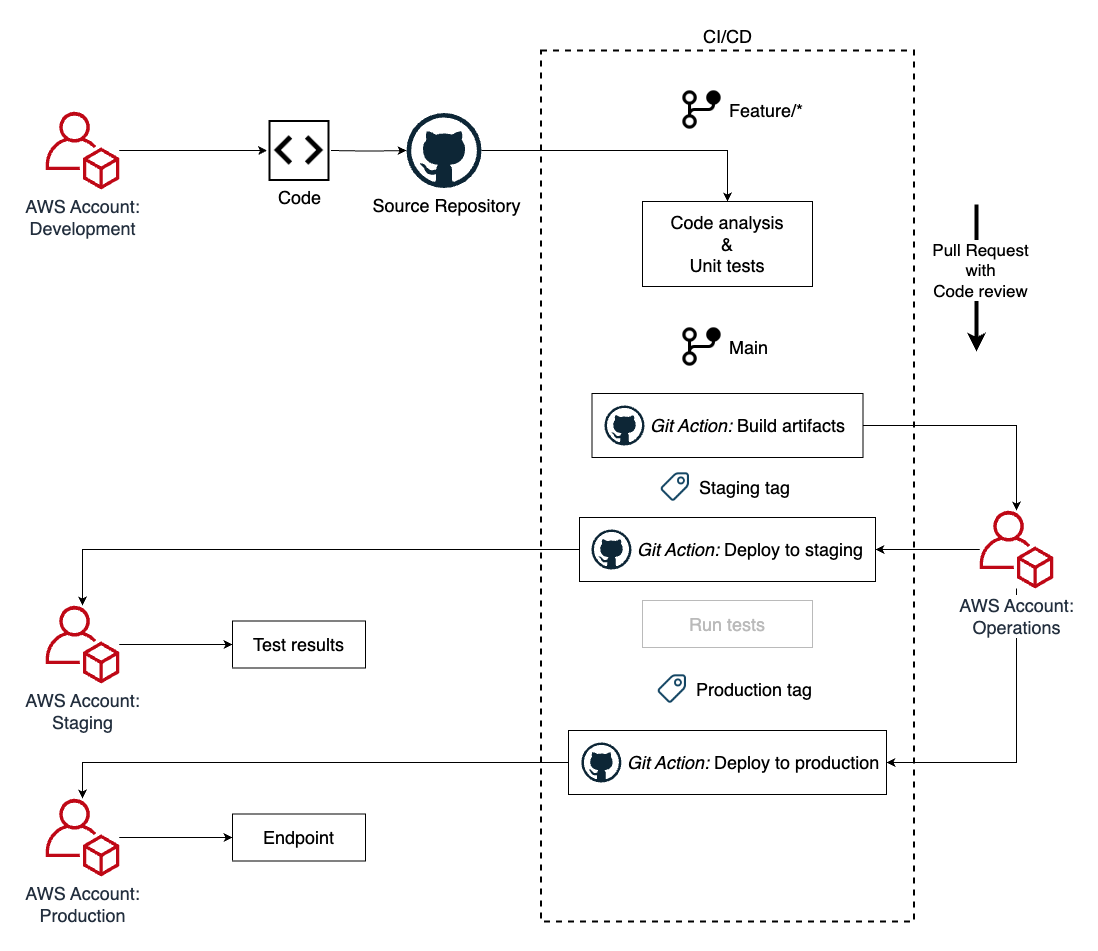 CI/CD
Feature/*
AWS Account:
Development
Code
Source Repository
Code analysis
&
Unit tests
Pull Request
with
Code review
Main
Git Action: Build artifacts
Staging tag
Git Action: Deploy to staging
AWS Account:
Operations
Run tests
Test results
AWS Account:
Staging
Production tag
Git Action: Deploy to production
Endpoint
AWS Account:
Production